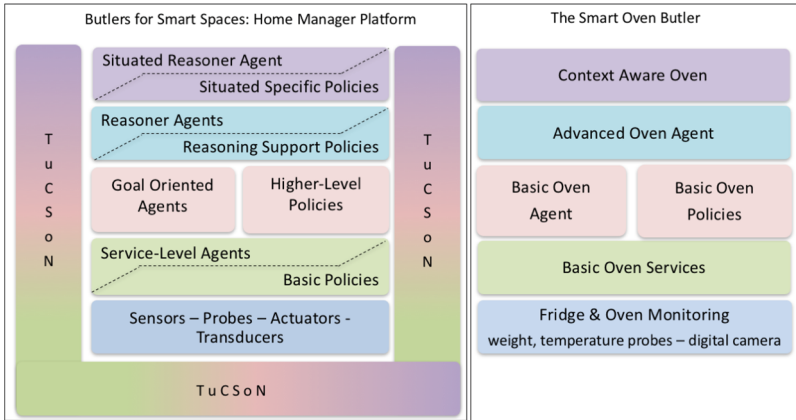 Butlers for Smart Spaces: Home Manager Platform
Situated Reasoner Agent
Situated Specific Policies
Reasoner Agents
Reasoning Support Policies
Goal Oriented
Agents
Higher-Level
Policies
Service-Level Agents
Basic Policies
Sensors – Probes – Actuators -
Transducers
T
u
C
S
o
N
T
u
C
S
o
N
T u C S o N
The Smart Oven Butler
Context Aware Oven
Advanced Oven Agent
Basic Oven
Agent
Basic Oven
Policies
Basic Oven Services
Fridge & Oven Monitoring
weight, temperature probes – digital camera